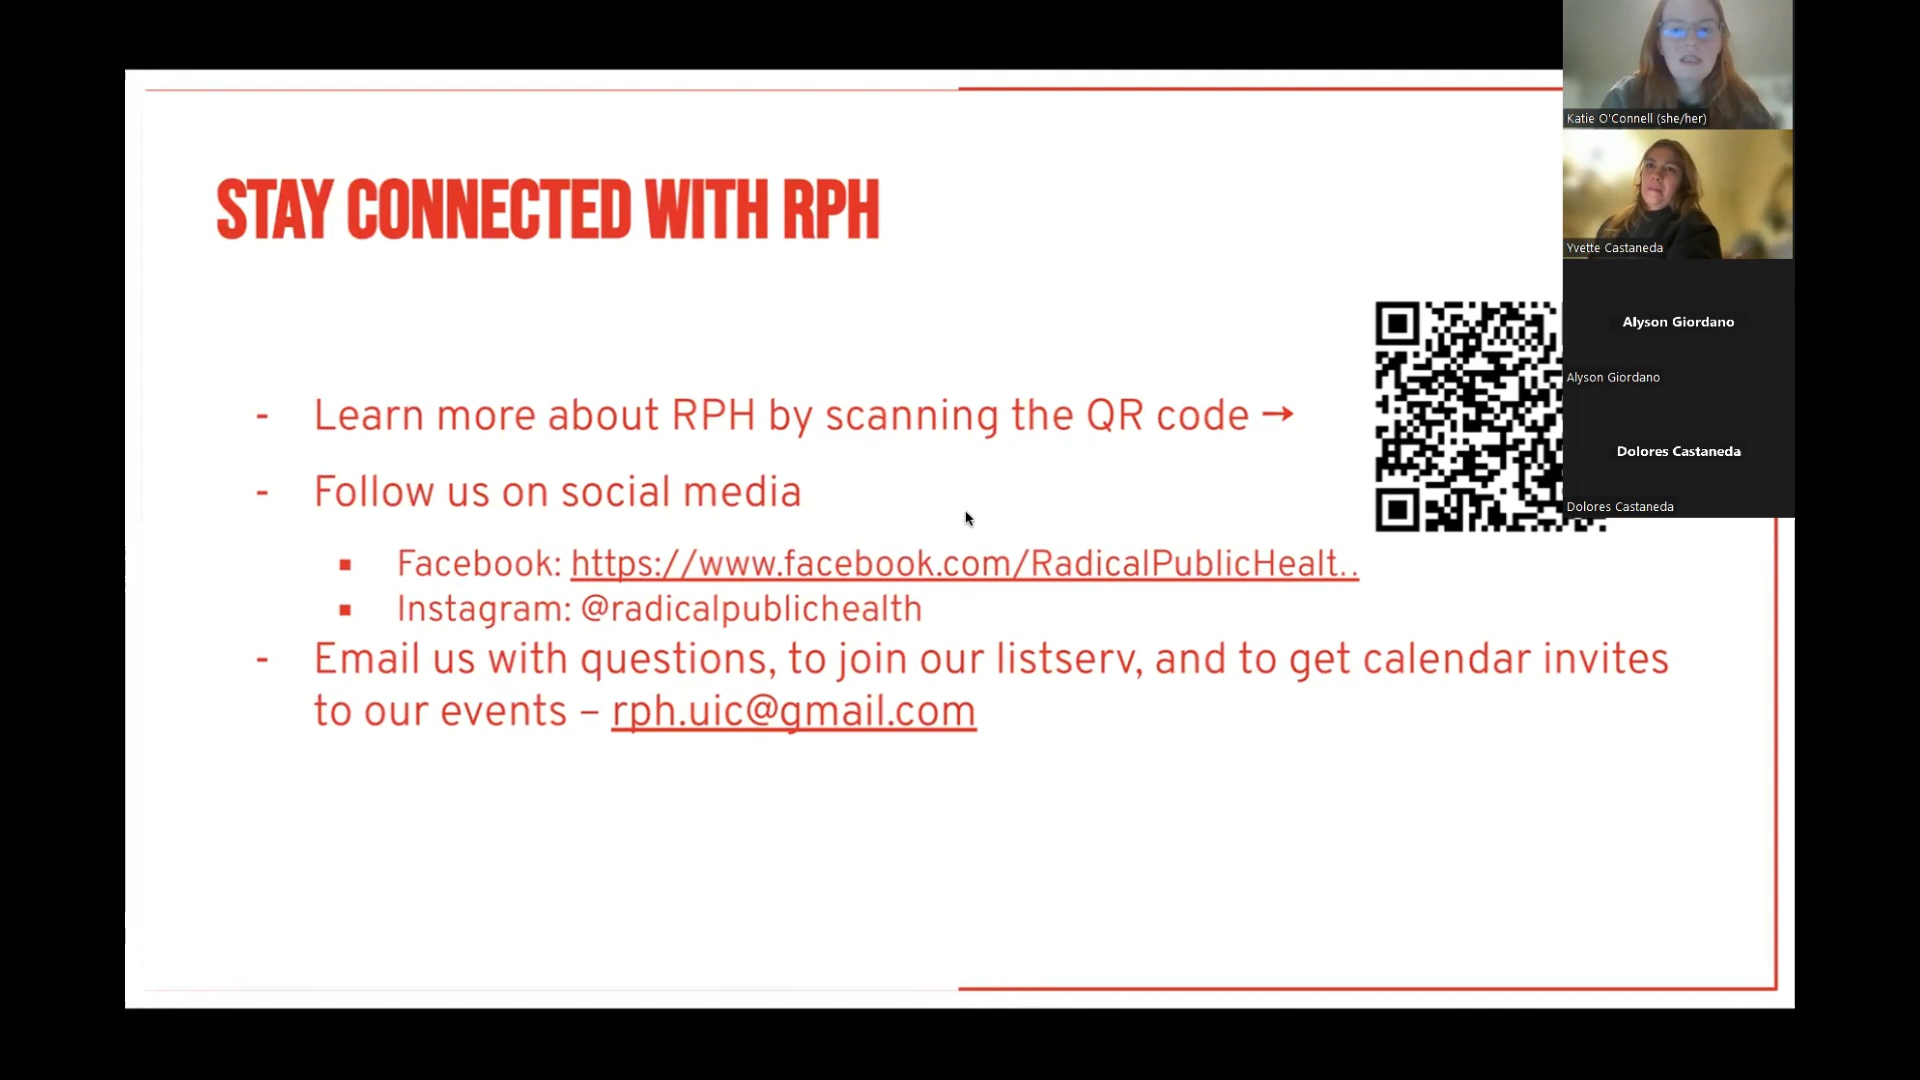 STAY CONNECTED WITH RPH
- Learn more about RPH by scanning the QR code →
- Follow us on social media
▪ Facebook: https://www.facebook.com/RadicalPublicHealt..
▪ Instagram: @radicalpublichealth
- Email us with questions, to join our listserv, and to get calendar invites
to our events – rph.uic@gmail.com
Katie O'Connell (she/her)
Yvette Castaneda
Alyson Giordano
Alyson Giordano
Dolores Castaneda
Dolores Castaneda